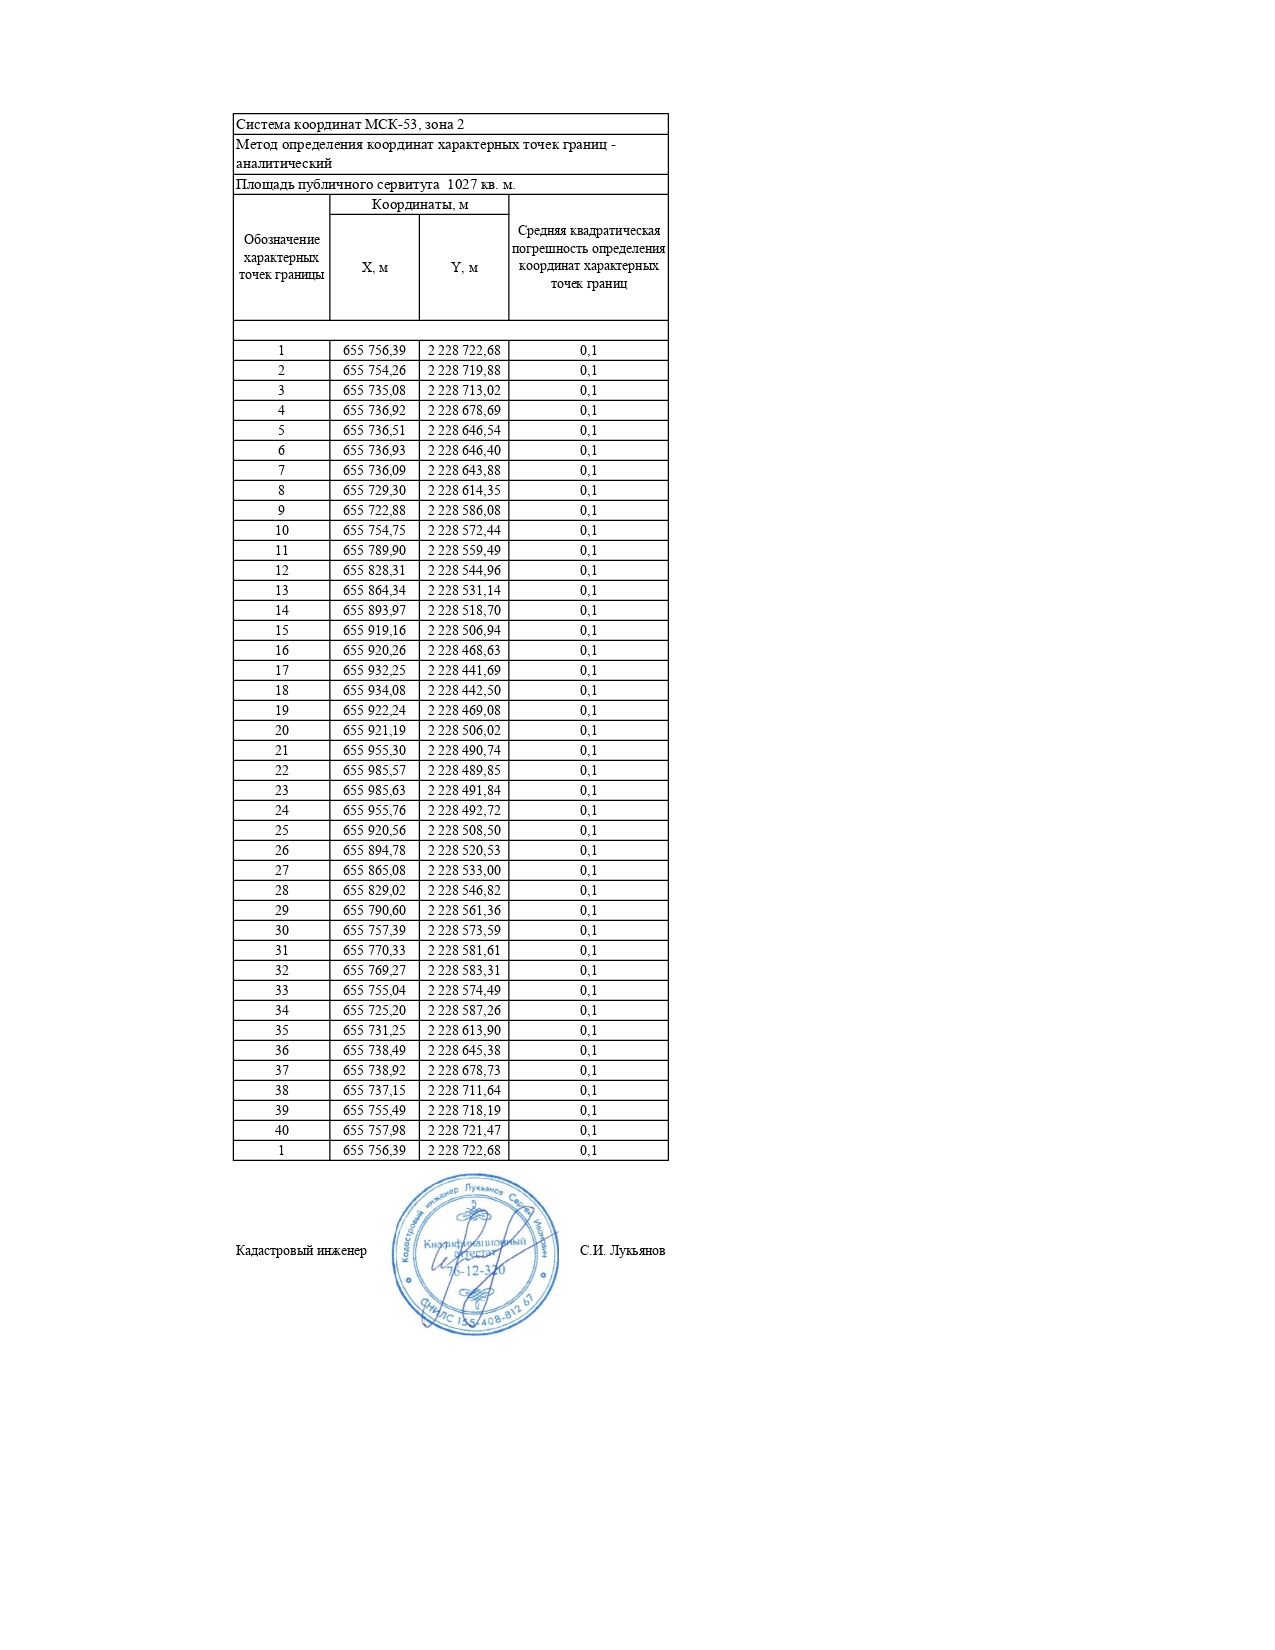 Система координат МСК-53, зона 2
Метод определения координат характерных точек границ -
аналитический
Площадь публичного сервитута  1027 кв. м.
Обозначение характерных точек границы
Координаты, м
X, м
Y, м
Средняя квадратическая погрешность определения координат характерных точек границ
1 655 756,39 2 228 722,68 0,1
2 655 754,26 2 228 719,88 0,1
3 655 735,08 2 228 713,02 0,1
4 655 736,92 2 228 678,69 0,1
5 655 736,51 2 228 646,54 0,1
6 655 736,93 2 228 646,40 0,1
7 655 736,09 2 228 643,88 0,1
8 655 729,30 2 228 614,35 0,1
9 655 722,88 2 228 586,08 0,1
10 655 754,75 2 228 572,44 0,1
11 655 789,90 2 228 559,49 0,1
12 655 828,31 2 228 544,96 0,1
13 655 864,34 2 228 531,14 0,1
14 655 893,97 2 228 518,70 0,1
15 655 919,16 2 228 506,94 0,1
16 655 920,26 2 228 468,63 0,1
17 655 932,25 2 228 441,69 0,1
18 655 934,08 2 228 442,50 0,1
19 655 922,24 2 228 469,08 0,1
20 655 921,19 2 228 506,02 0,1
21 655 955,30 2 228 490,74 0,1
22 655 985,57 2 228 489,85 0,1
23 655 985,63 2 228 491,84 0,1
24 655 955,76 2 228 492,72 0,1
25 655 920,56 2 228 508,50 0,1
26 655 894,78 2 228 520,53 0,1
27 655 865,08 2 228 533,00 0,1
28 655 829,02 2 228 546,82 0,1
29 655 790,60 2 228 561,36 0,1
30 655 757,39 2 228 573,59 0,1
31 655 770,33 2 228 581,61 0,1
32 655 769,27 2 228 583,31 0,1
33 655 755,04 2 228 574,49 0,1
34 655 725,20 2 228 587,26 0,1
35 655 731,25 2 228 613,90 0,1
36 655 738,49 2 228 645,38 0,1
37 655 738,92 2 228 678,73 0,1
38 655 737,15 2 228 711,64 0,1
39 655 755,49 2 228 718,19 0,1
40 655 757,98 2 228 721,47 0,1
1 655 756,39 2 228 722,68 0,1
Кадастровый инженер
Кадастровый инженер Лукьянов Сергей Иванович
Квалификационный
аттестат
76-12-320
СНИЛС 155-408-812 67
С.И. Лукьянов